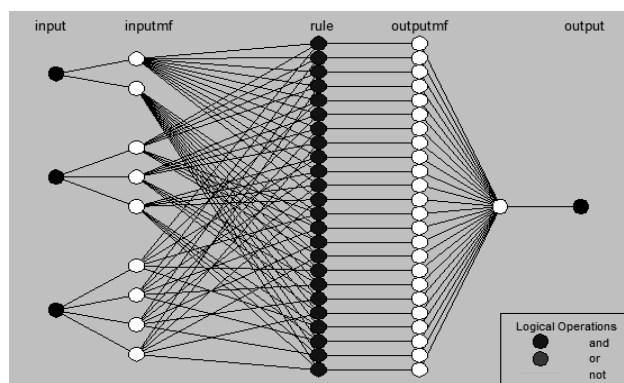 input inputmf rule outputmf output
Logical Operations
and
or
not